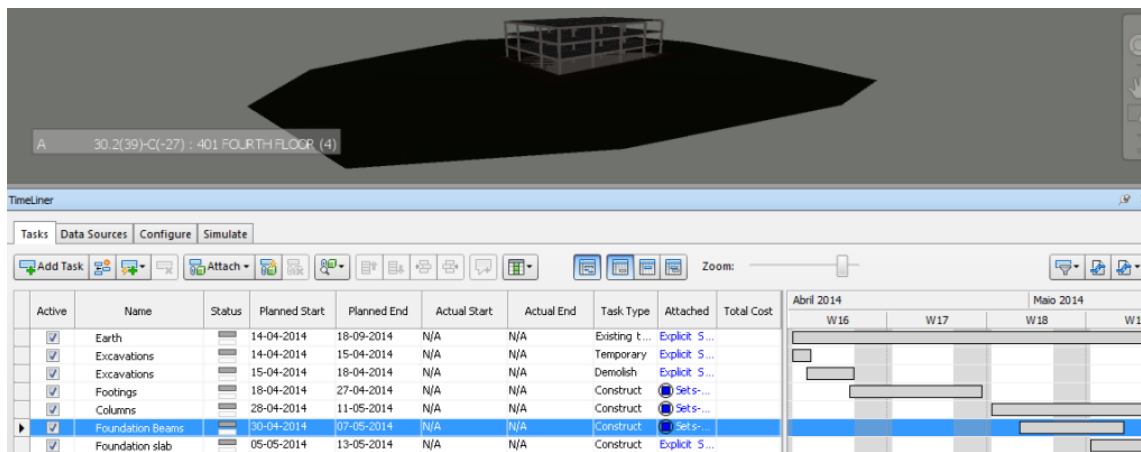 A 30.2(39)-C(-27) : 401 FOURTH FLOOR (4)
TimeLiner
Tasks Data Sources Configure Simulate
Add Task Attach Zoom:
Active Name Status Planned Start Planned End Actual Start Actual End Task Type Attached Total Cost Abril 2014 Maio 2014
W16 W17 W18 W1
Earth 14-04-2014 18-09-2014 N/A N/A Existing t... Explicit S...
Excavations 14-04-2014 15-04-2014 N/A N/A Temporary Explicit S...
Excavations 15-04-2014 18-04-2014 N/A N/A Demolish Explicit S...
Footings 18-04-2014 27-04-2014 N/A N/A Construct Sets-...
Columns 28-04-2014 11-05-2014 N/A N/A Construct Sets-...
Foundation Beams 30-04-2014 07-05-2014 N/A N/A Construct Sets-...
Foundation slab 05-05-2014 13-05-2014 N/A N/A Construct Explicit S...